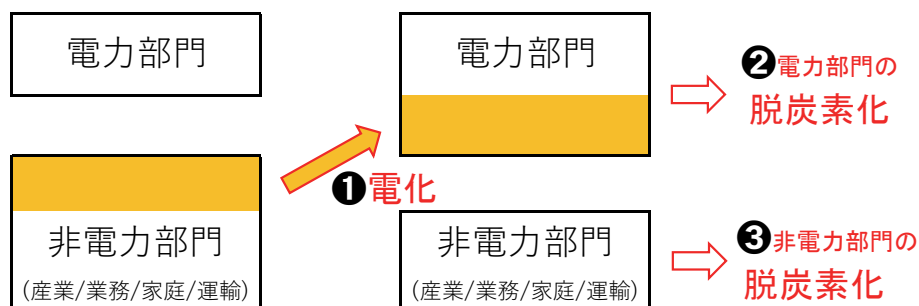 電力部門
電力部門
❷電力部門の
脱炭素化
❶電化
非電力部門
(産業/業務/家庭/運輸)
非電力部門
(産業/業務/家庭/運輸)
❸非電力部門の
脱炭素化